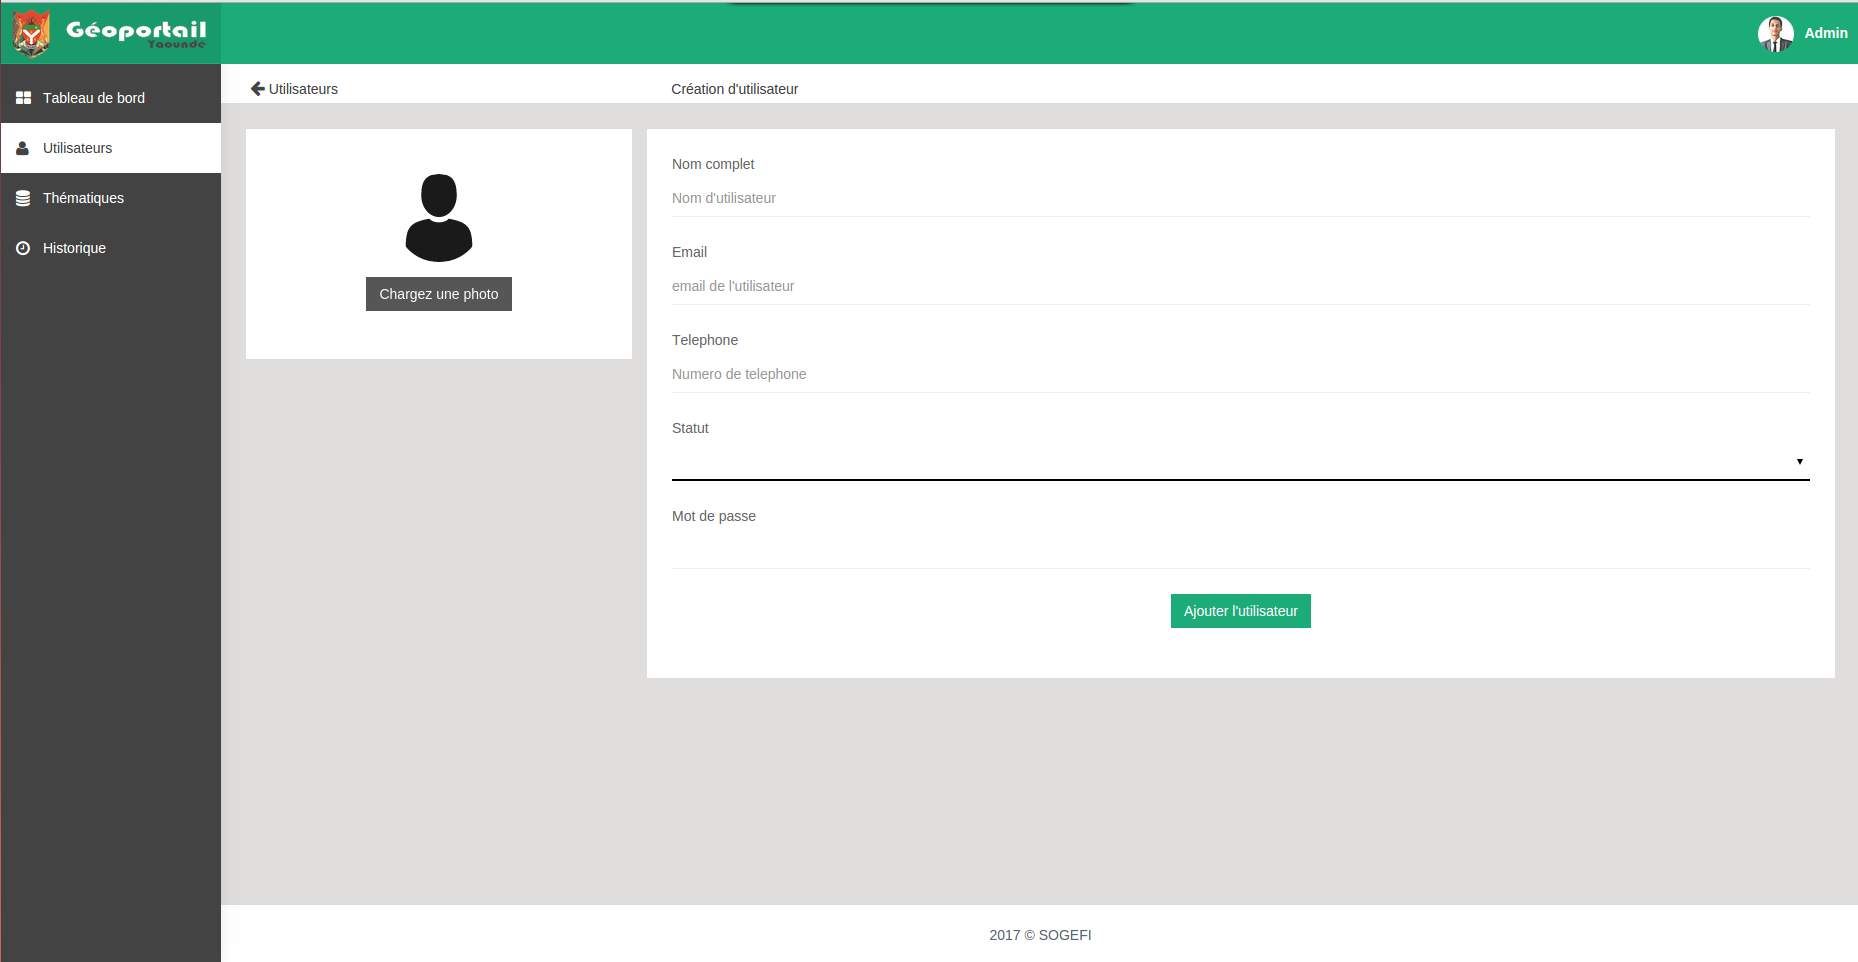 Géoportail
Yaounde
Admin
Tableau de bord
Utilisateurs
Thématiques
Historique
Utilisateurs
Création d'utilisateur
Chargez une photo
Nom complet
Nom d'utilisateur
Email
email de l'utilisateur
Telephone
Numero de telephone
Statut
Mot de passe
Ajouter l'utilisateur
2017 © SOGEFI